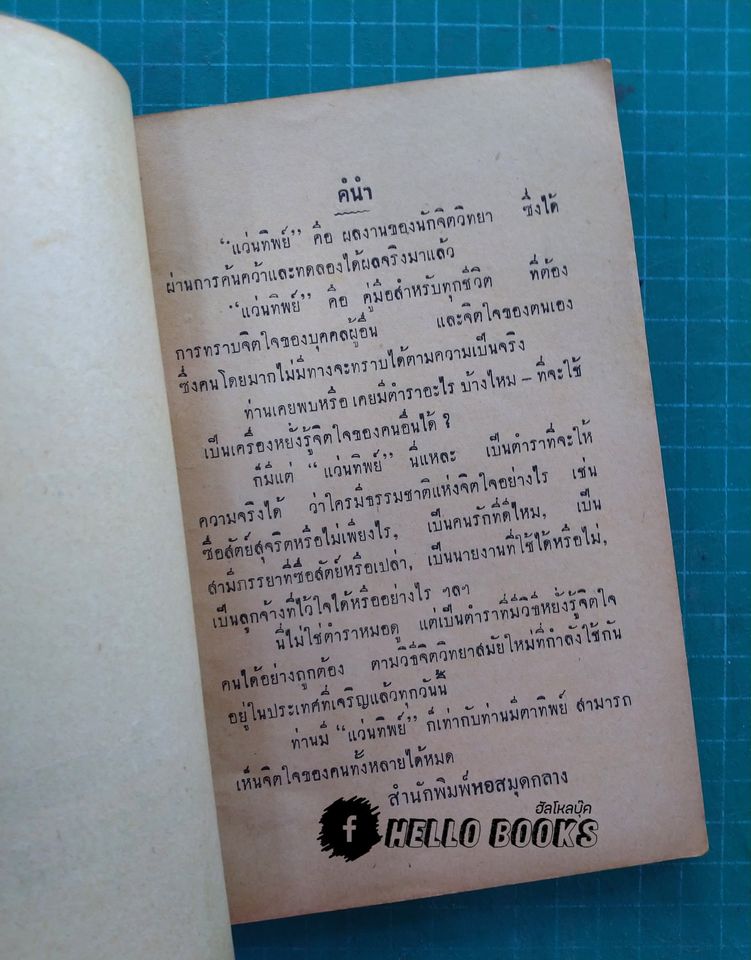 คำนำ
“แว่นทิพย์” คือ ผลงานของนักจิตวิทยา ซึ่งได้
ผ่านการค้นคว้าและทดลองได้ผลจริงมาแล้ว
“แว่นทิพย์” คือ คู่มือสำหรับทุกชีวิต ที่ต้อง
การทราบจิตใจของบุคคลผู้อื่น และจิตใจของตนเอง
ซึ่งคนโดยมากไม่มีทางจะทราบได้ตามความเป็นจริง
ท่านเคยพบหรือ เคยมีตำราอะไร บ้างไหม – ที่จะใช้
เป็นเครื่องหยั่งรู้จิตใจของคนอื่นได้ ?
ก็มีแต่ “ แว่นทิพย์” นี่แหละ เป็นตำราที่จะให้
ความจริงได้ ว่าใครมีธรรมชาติแห่งจิตใจอย่างไร เช่น
ซื่อสัตย์สุจริตหรือไม่เพียงไร, เป็นคนรักที่ดีไหม, เป็น
สามีภรรยาที่ซื่อสัตย์หรือเปล่า, เป็นนายงานที่ใช้ได้หรือไม่,
เป็นลูกจ้างที่ไว้ใจได้หรืออย่างไร ฯลฯ
นี่ไม่ใช่ตำราหมอดู แต่เป็นตำราที่มีวิธีหยั่งรู้จิตใจ
คนได้อย่างถูกต้อง ตามวิธีจิตวิทยาสมัยใหม่ที่กำลังใช้กัน
อยู่ในประเทศที่เจริญแล้วทุกวันนี้
ท่านมี “แว่นทิพย์” ก็เท่ากับท่านมีตาทิพย์ สามารถ
เห็นจิตใจของคนทั้งหลายได้หมด
สำนักพิมพ์หอสมุดกลาง
ฮัลโหลบุ๊ค
f HELLO BOOKS